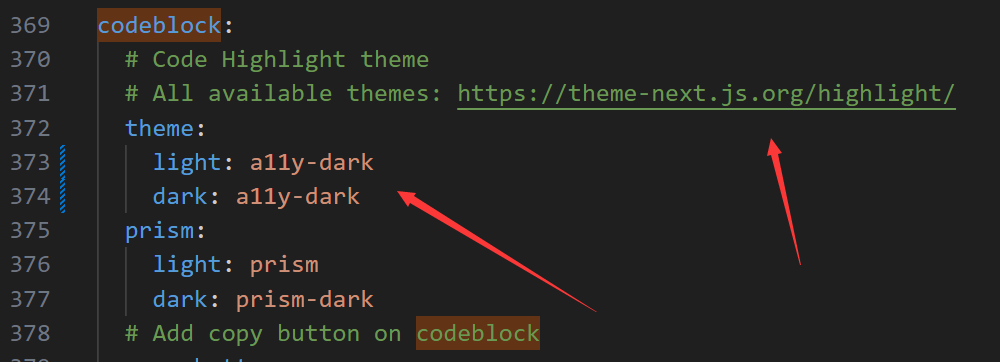 369 codeblock:
370 # Code Highlight theme
371 # All available themes: https://theme-next.js.org/highlight/
372 theme:
373 light: a11y-dark
374 dark: a11y-dark
375 prism:
376 light: prism
377 dark: prism-dark
378 # Add copy button on codeblock